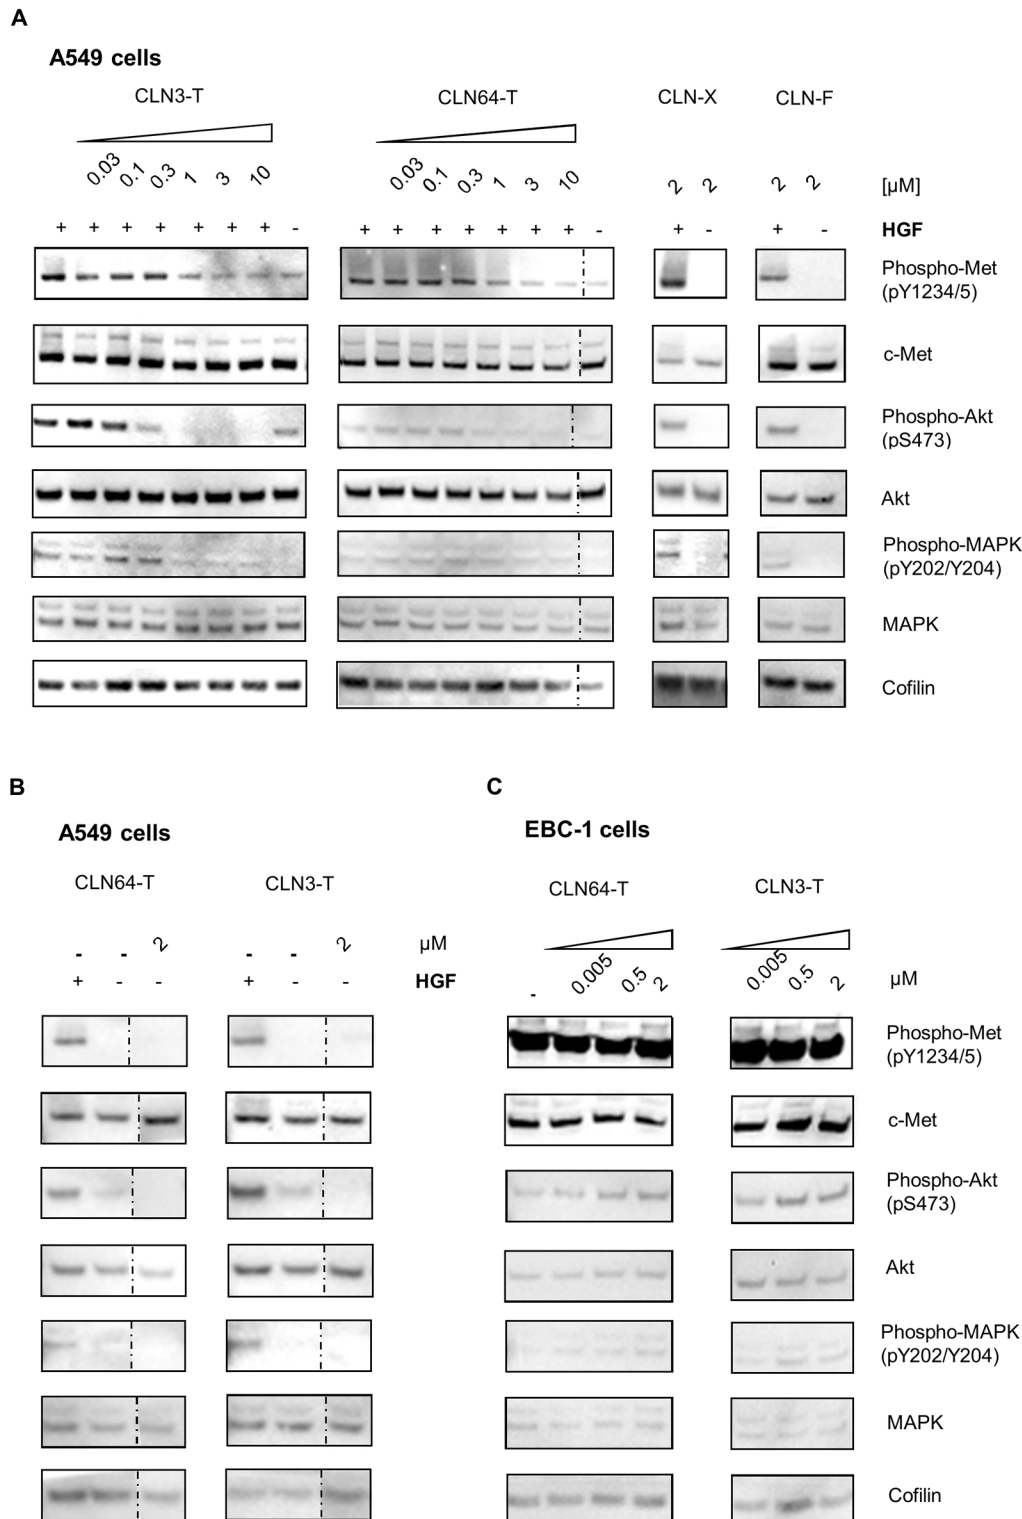 A
A549 cells
CLN3-T
CLN64-T
CLN-X
CLN-F
0.03 0.1 0.3 1 3 10
0.03 0.1 0.3 1 3 10
2 2
2 2
[µM]
+ + + + + + + -
+ + + + + + + -
+ -
+ -
HGF
Phospho-Met
(pY1234/5)
c-Met
Phospho-Akt
(pS473)
Akt
Phospho-MAPK
(pY202/Y204)
MAPK
Cofilin
B
A549 cells
CLN64-T
CLN3-T
- - 2
- - 2
µM
+ - -
+ - -
HGF
C
EBC-1 cells
CLN64-T
CLN3-T
- 0.005 0.5 2
0.005 0.5 2
µM
Phospho-Met
(pY1234/5)
c-Met
Phospho-Akt
(pS473)
Akt
Phospho-MAPK
(pY202/Y204)
MAPK
Cofilin